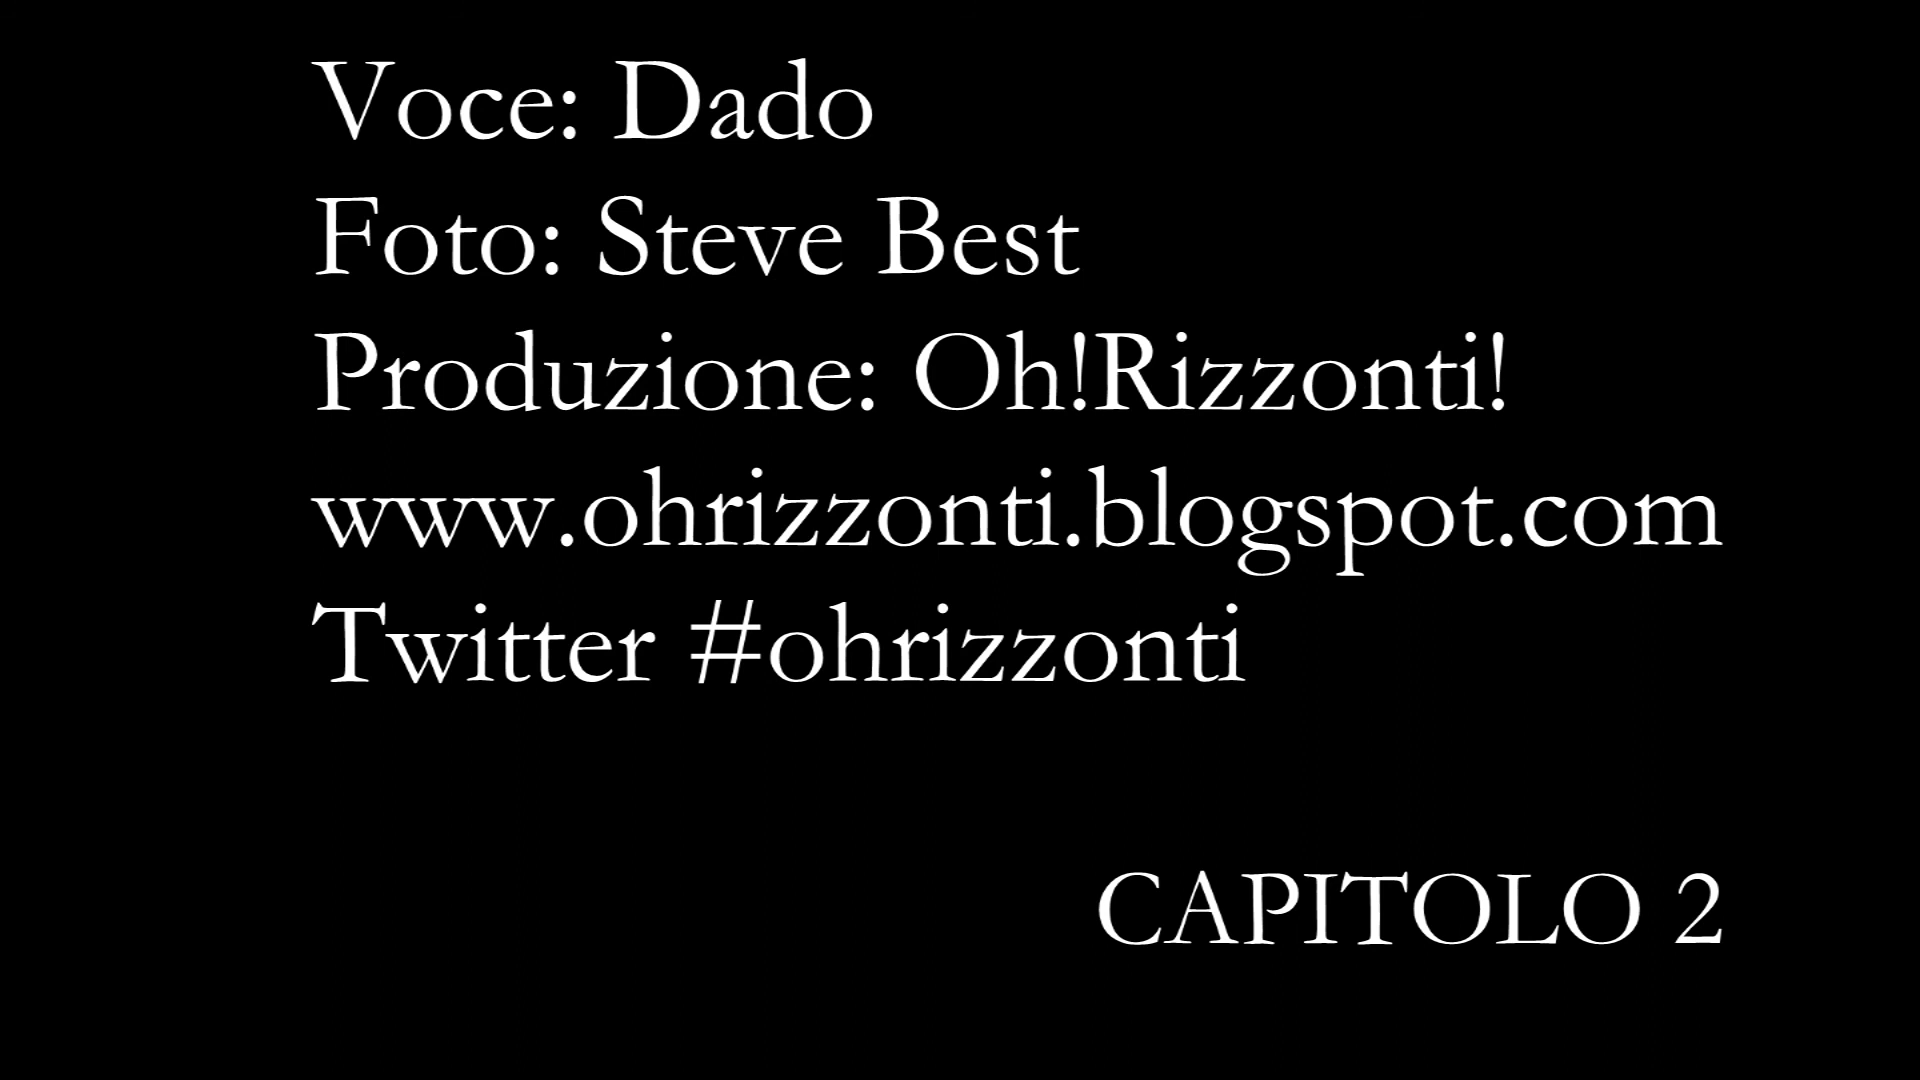 Voce: Dado
Foto: Steve Best
Produzione: Oh!Rizzonti!
www.ohrizzonti.blogspot.com
Twitter #ohrizzonti
CAPITOLO 2